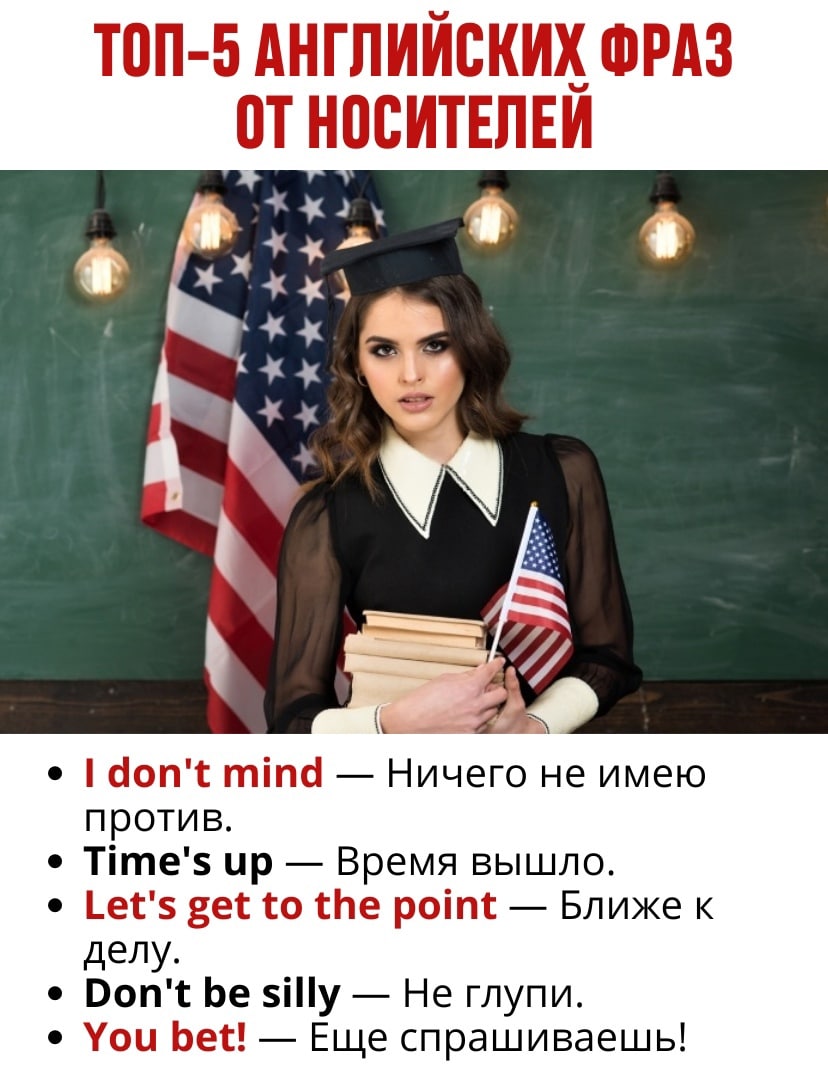 ТОП-5 АНГЛИЙСКИХ ФРАЗ
ОТ НОСИТЕЛЕЙ
• I don't mind — Ничего не имею
против.
• Time's up — Время вышло.
• Let's get to the point — Ближе к
делу.
• Don't be silly — Не глупи.
• You bet! — Еще спрашиваешь!